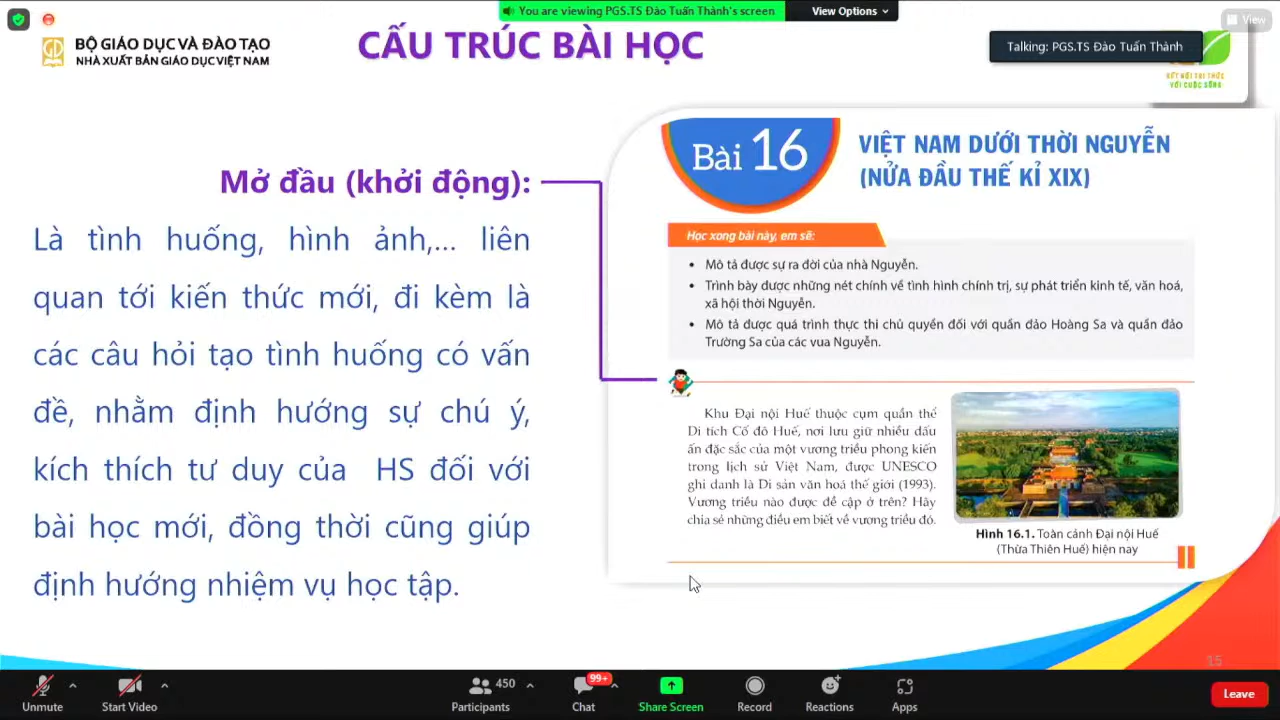 You are viewing PGS.TS Đào Tuấn Thành's screen
View Options
View
BỘ GIÁO DỤC VÀ ĐÀO TẠO
NHÀ XUẤT BẢN GIÁO DỤC VIỆT NAM
CẤU TRÚC BÀI HỌC
Talking: PGS.TS Đào Tuấn Thành
KẾT NỐI TRI THỨC
VỚI CUỘC SỐNG
Mở đầu (khởi động):
Là tình huống, hình ảnh,... liên
quan tới kiến thức mới, đi kèm là
các câu hỏi tạo tình huống có vấn
đề, nhằm định hướng sự chú ý,
kích thích tư duy của HS đối với
bài học mới, đồng thời cũng giúp
định hướng nhiệm vụ học tập.
Bài 16
VIỆT NAM DƯỚI THỜI NGUYỄN
(NỬA ĐẦU THẾ KỈ XIX)
Học xong bài này, em sẽ:
• Mô tả được sự ra đời của nhà Nguyễn.
• Trình bày được những nét chính về tình hình chính trị, sự phát triển kinh tế, văn hoá,
xã hội thời Nguyễn.
• Mô tả được quá trình thực thi chủ quyền đối với quần đảo Hoàng Sa và quần đảo
Trường Sa của các vua Nguyễn.
Khu Đại nội Huế thuộc cụm quần thể
Di tích Cố đô Huế, nơi lưu giữ nhiều dấu
ấn đặc sắc của một vương triều phong kiến
trong lịch sử Việt Nam, được UNESCO
ghi danh là Di sản văn hoá thế giới (1993).
Vương triều nào được đề cập ở trên? Hãy
chia sẻ những điều em biết về vương triều đó.
Hình 16.1. Toàn cảnh Đại nội Huế
(Thừa Thiên Huế) hiện nay
15
Unmute
Start Video
450
Participants
99+
Chat
Share Screen
Record
Reactions
Apps
Leave